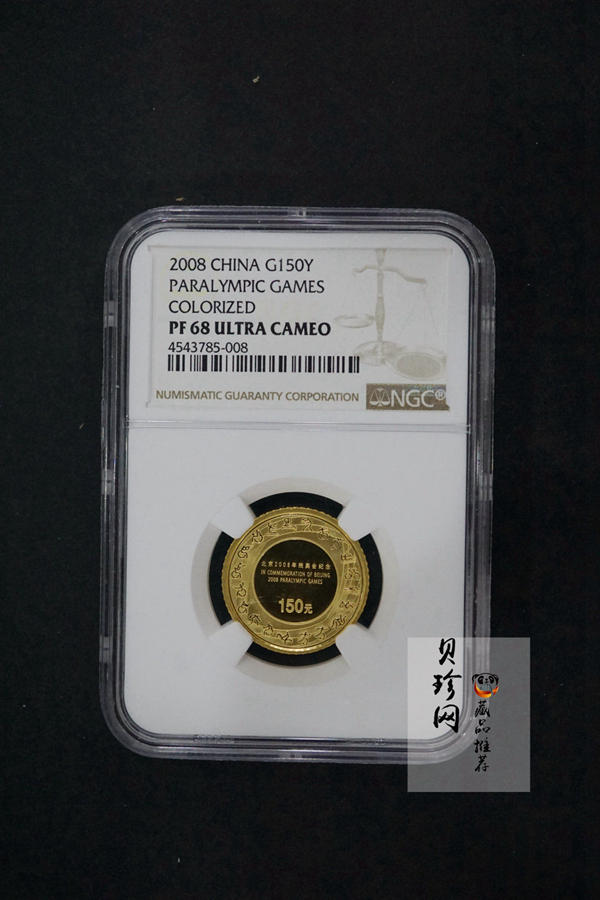 2008 CHINA G150Y
PARALYMPIC GAMES
COLORIZED
PF 68 ULTRA CAMEO
4543785-008
NUMISMATIC GUARANTY CORPORATION
NGC®
北京2008年残奥会纪念
IN COMMEMORATION OF BEIJING
2008 PARALYMPIC GAMES
150元
贝珍网
藏品推荐